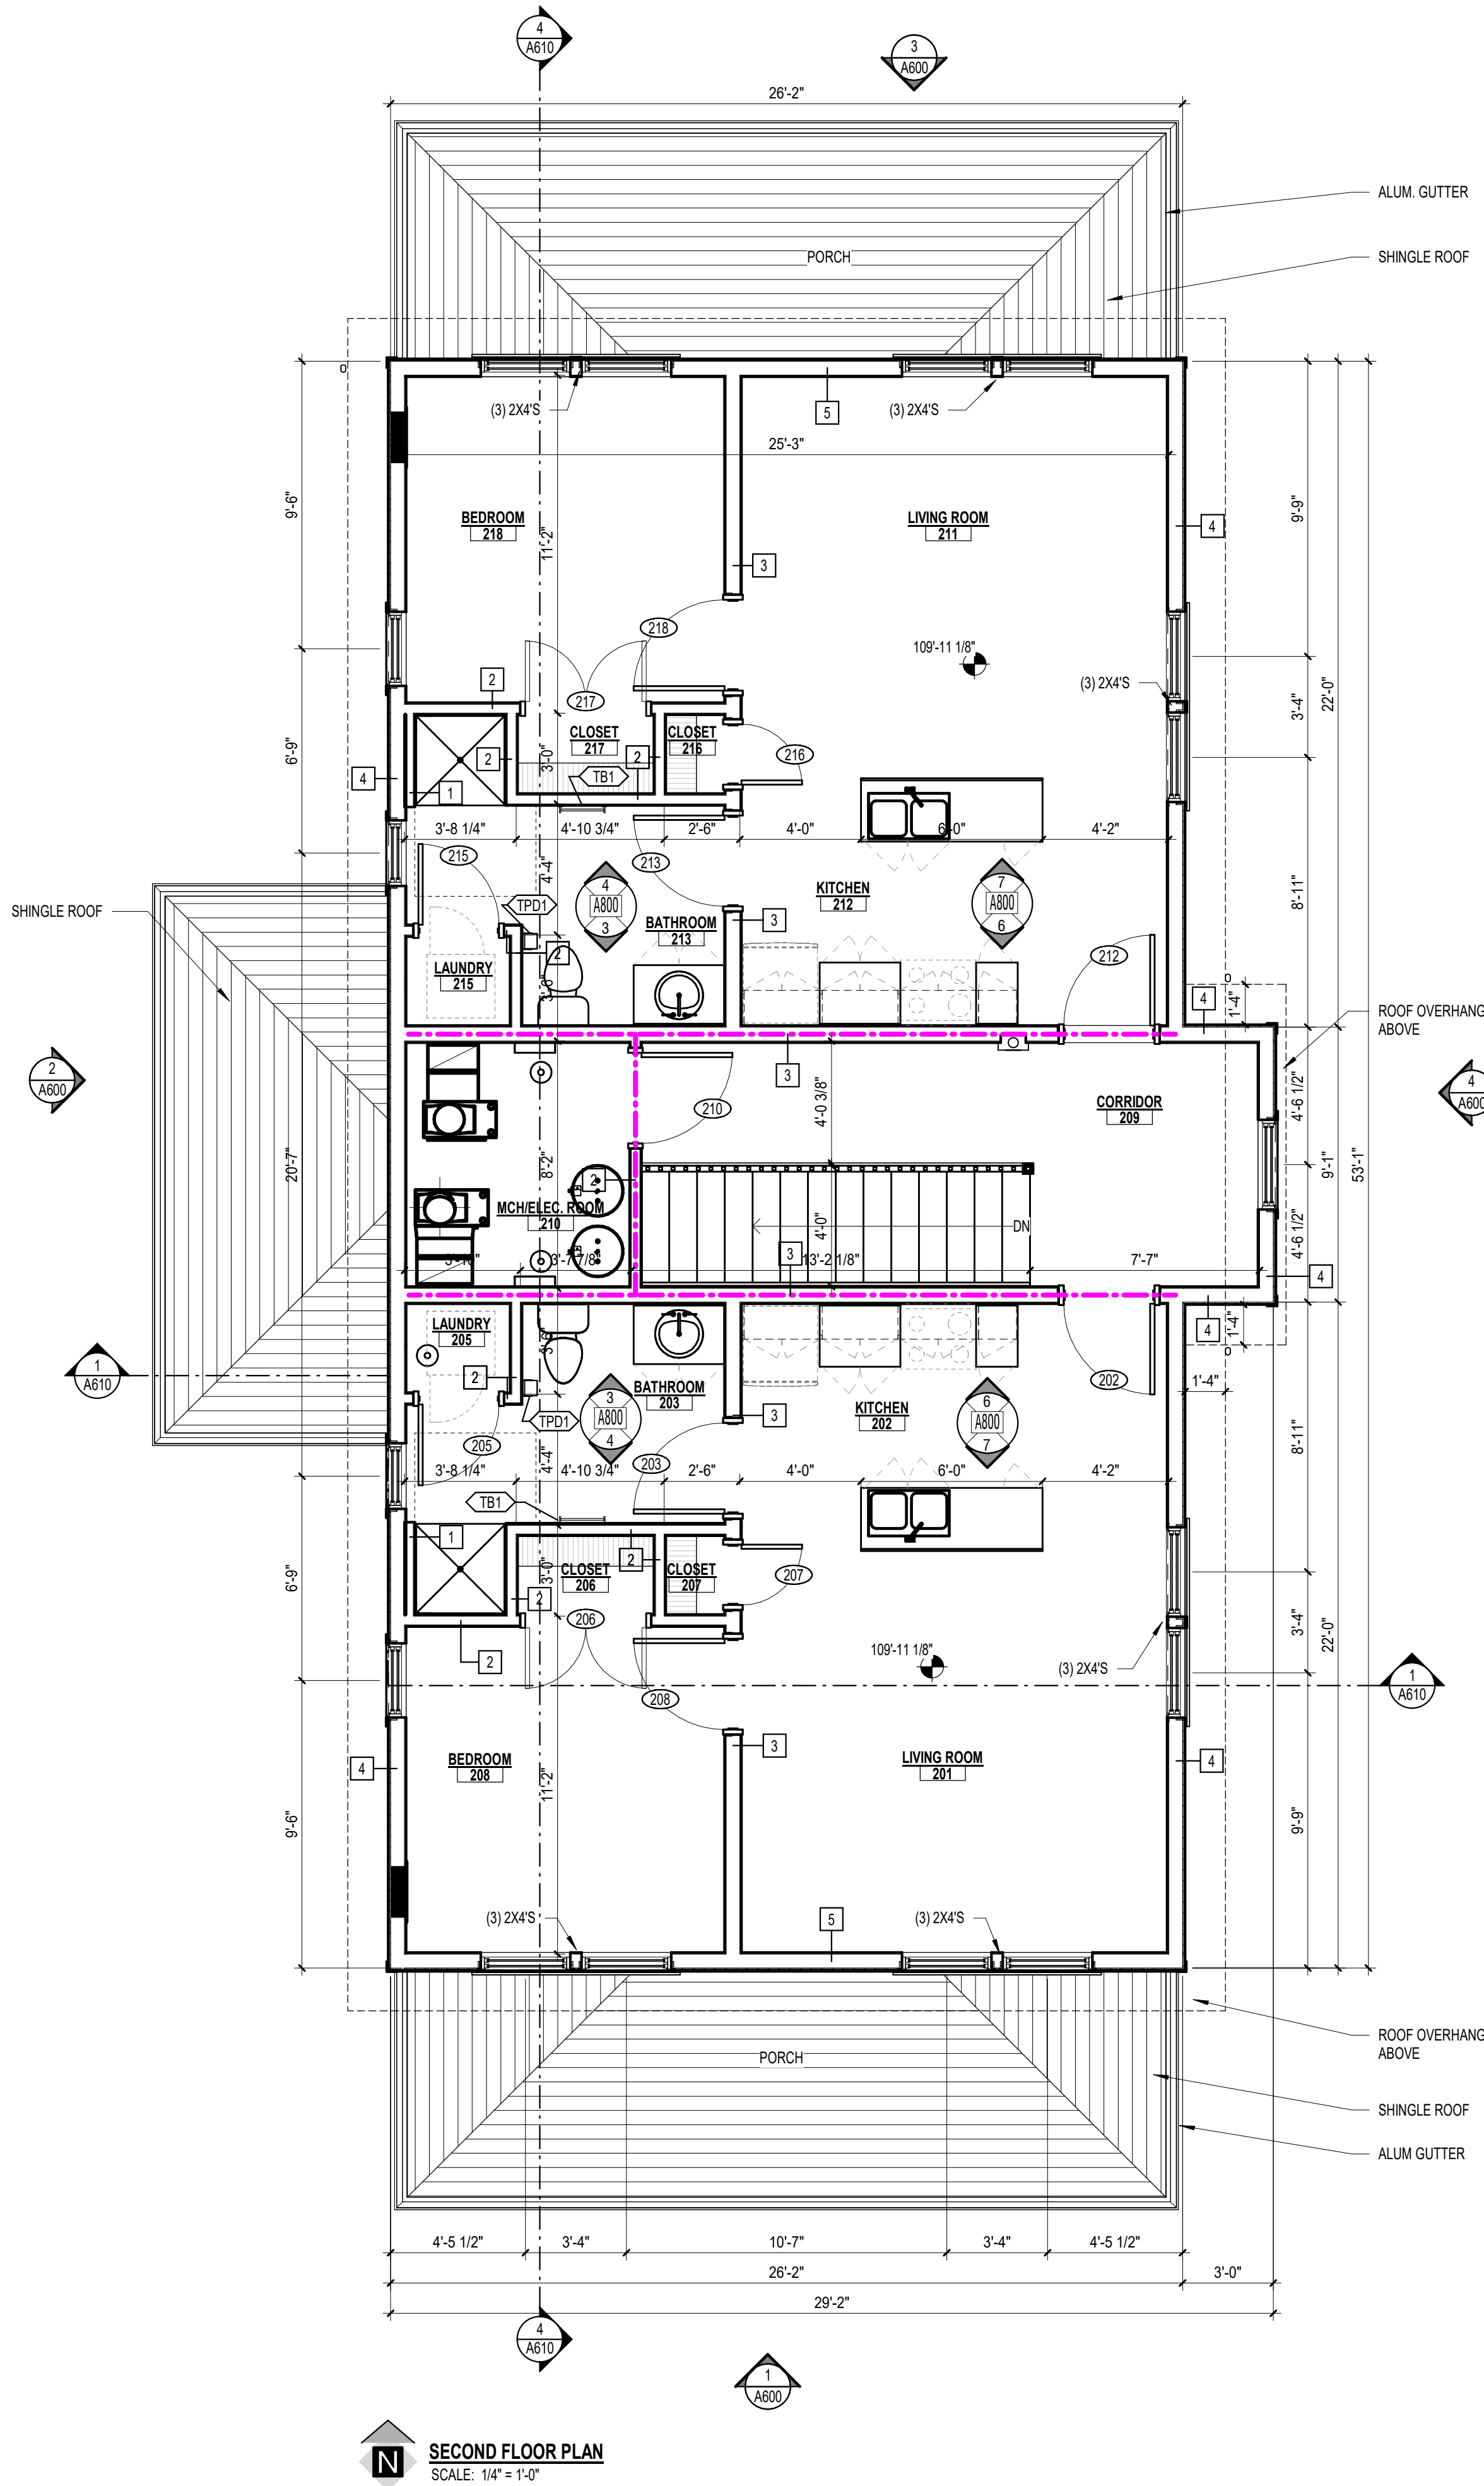 4
A610
3
A600
26'-2"
ALUM. GUTTER
PORCH
SHINGLE ROOF
(3) 2X4'S
5
(3) 2X4'S
25'-3"
9'-6"
BEDROOM
218
11'-2"
LIVING ROOM
211
4
9'-9"
3
218
109'-11 1/8"
22'-0"
2
(3) 2X4'S
217
3'-4"
CLOSET
217
CLOSET
216
6'-9"
2
3'-0"
2
216
4
TB1
1
3'-8 1/4"
4'-10 3/4"
2'-6"
4'-0"
6'-0"
4'-2"
215
4'-4"
213
4
A800
3
7
A800
6
KITCHEN
212
8'-11"
SHINGLE ROOF
TPD1
BATHROOM
213
3
2
212
LAUNDRY
215
3'-6"
4
1'-4"
ROOF OVERHANG
ABOVE
2
A600
3
4
A600
210
4'-0 3/8"
CORRIDOR
209
4'-6 1/2"
20'-7"
8'-2"
2
9'-1"
53'-1"
MCH/ELEC. ROOM
210
4'-0"
DN
4'-6 1/2"
3'-7 7/8"
3
13'-2 1/8"
7'-7"
4
LAUNDRY
205
3'-6"
4
1'-4"
1
A610
2
BATHROOM
203
202
1'-4"
3
A800
4
6
A800
7
KITCHEN
202
TPD1
3
8'-11"
205
4'-4"
203
3'-8 1/4"
4'-10 3/4"
2'-6"
4'-0"
6'-0"
4'-2"
TB1
1
2
6'-9"
CLOSET
206
3'-0"
CLOSET
207
207
2
206
3'-4"
22'-0"
2
109'-11 1/8"
(3) 2X4'S
208
1
A610
3
BEDROOM
208
4
LIVING ROOM
201
4
11'-2"
9'-6"
9'-9"
(3) 2X4'S
5
(3) 2X4'S
PORCH
ROOF OVERHANG
ABOVE
SHINGLE ROOF
ALUM GUTTER
4'-5 1/2"
3'-4"
10'-7"
3'-4"
4'-5 1/2"
26'-2"
3'-0"
29'-2"
4
A610
1
A600
N
SECOND FLOOR PLAN
SCALE: 1/4" = 1'-0"